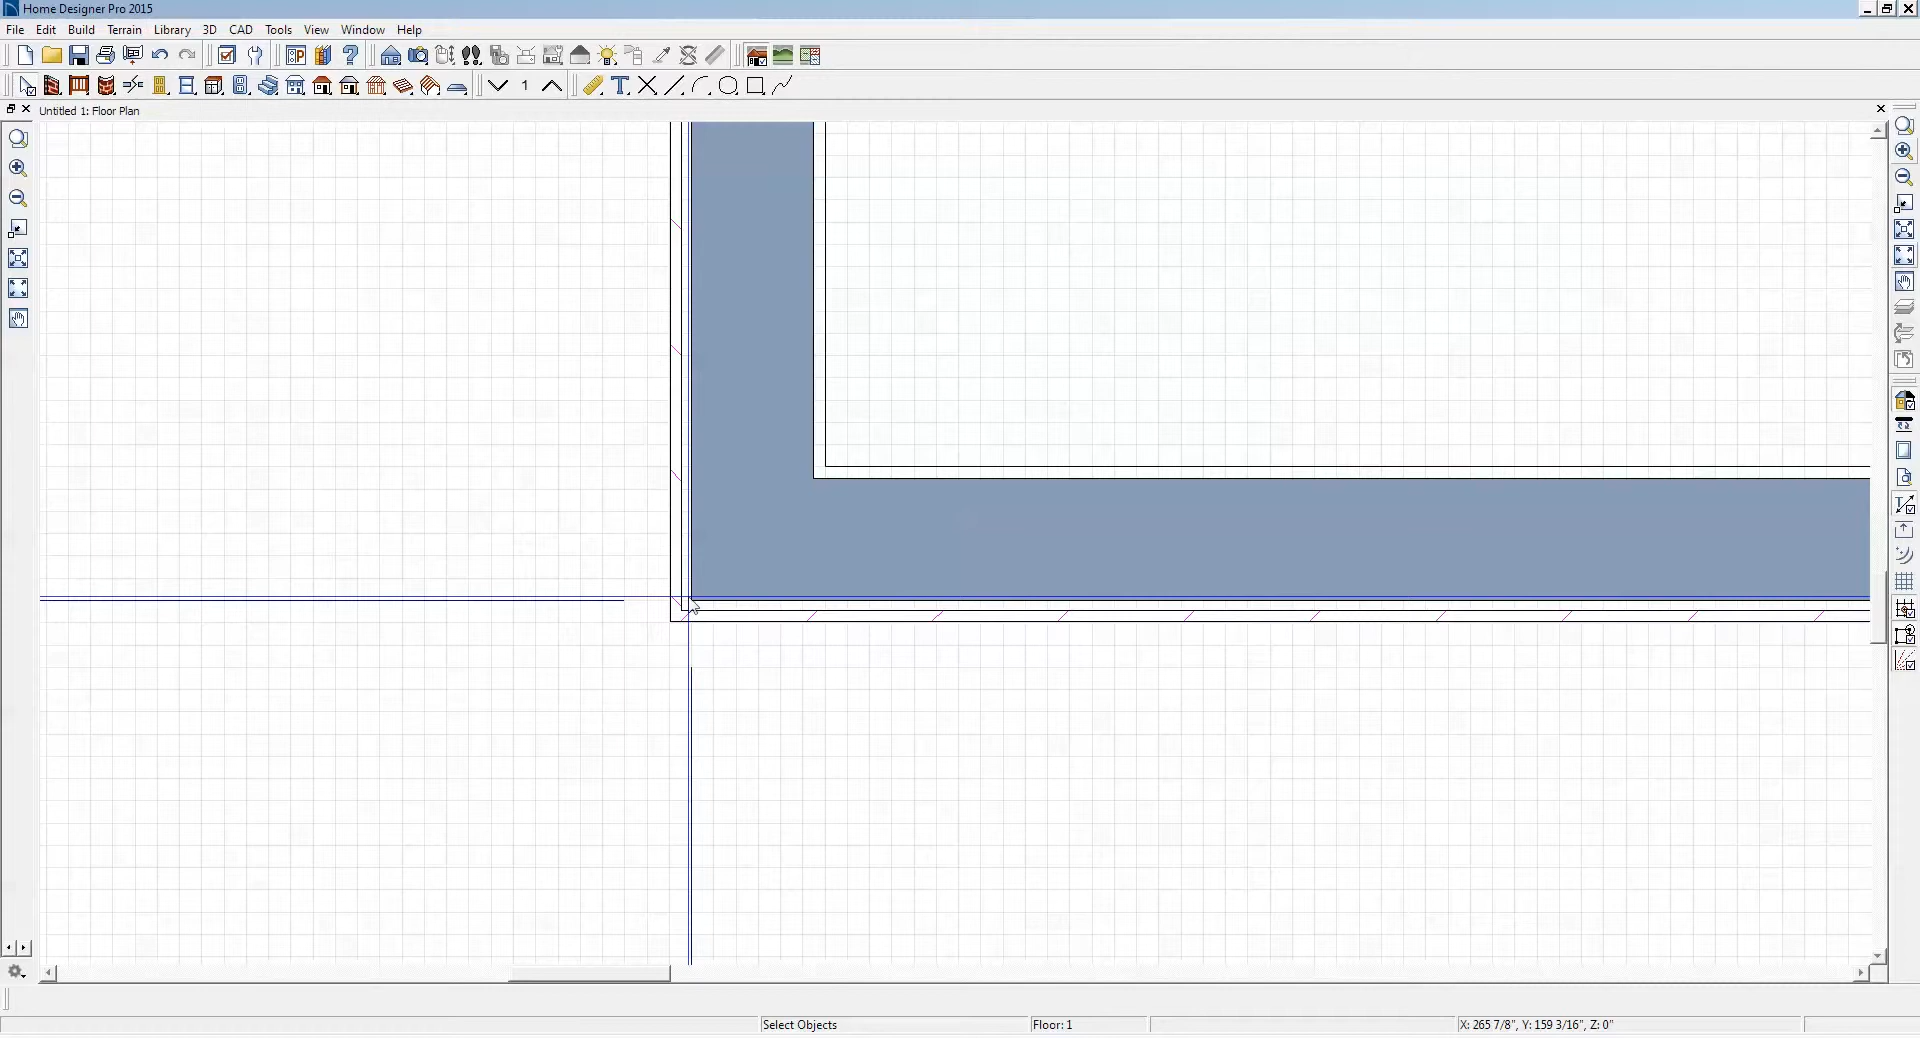 Home Designer Pro 2015
File Edit Build Terrain Library 3D CAD Tools View Window Help
1
Untitled 1: Floor Plan
Select Objects Floor: 1 X: 265 7/8", Y: 159 3/16", Z: 0"